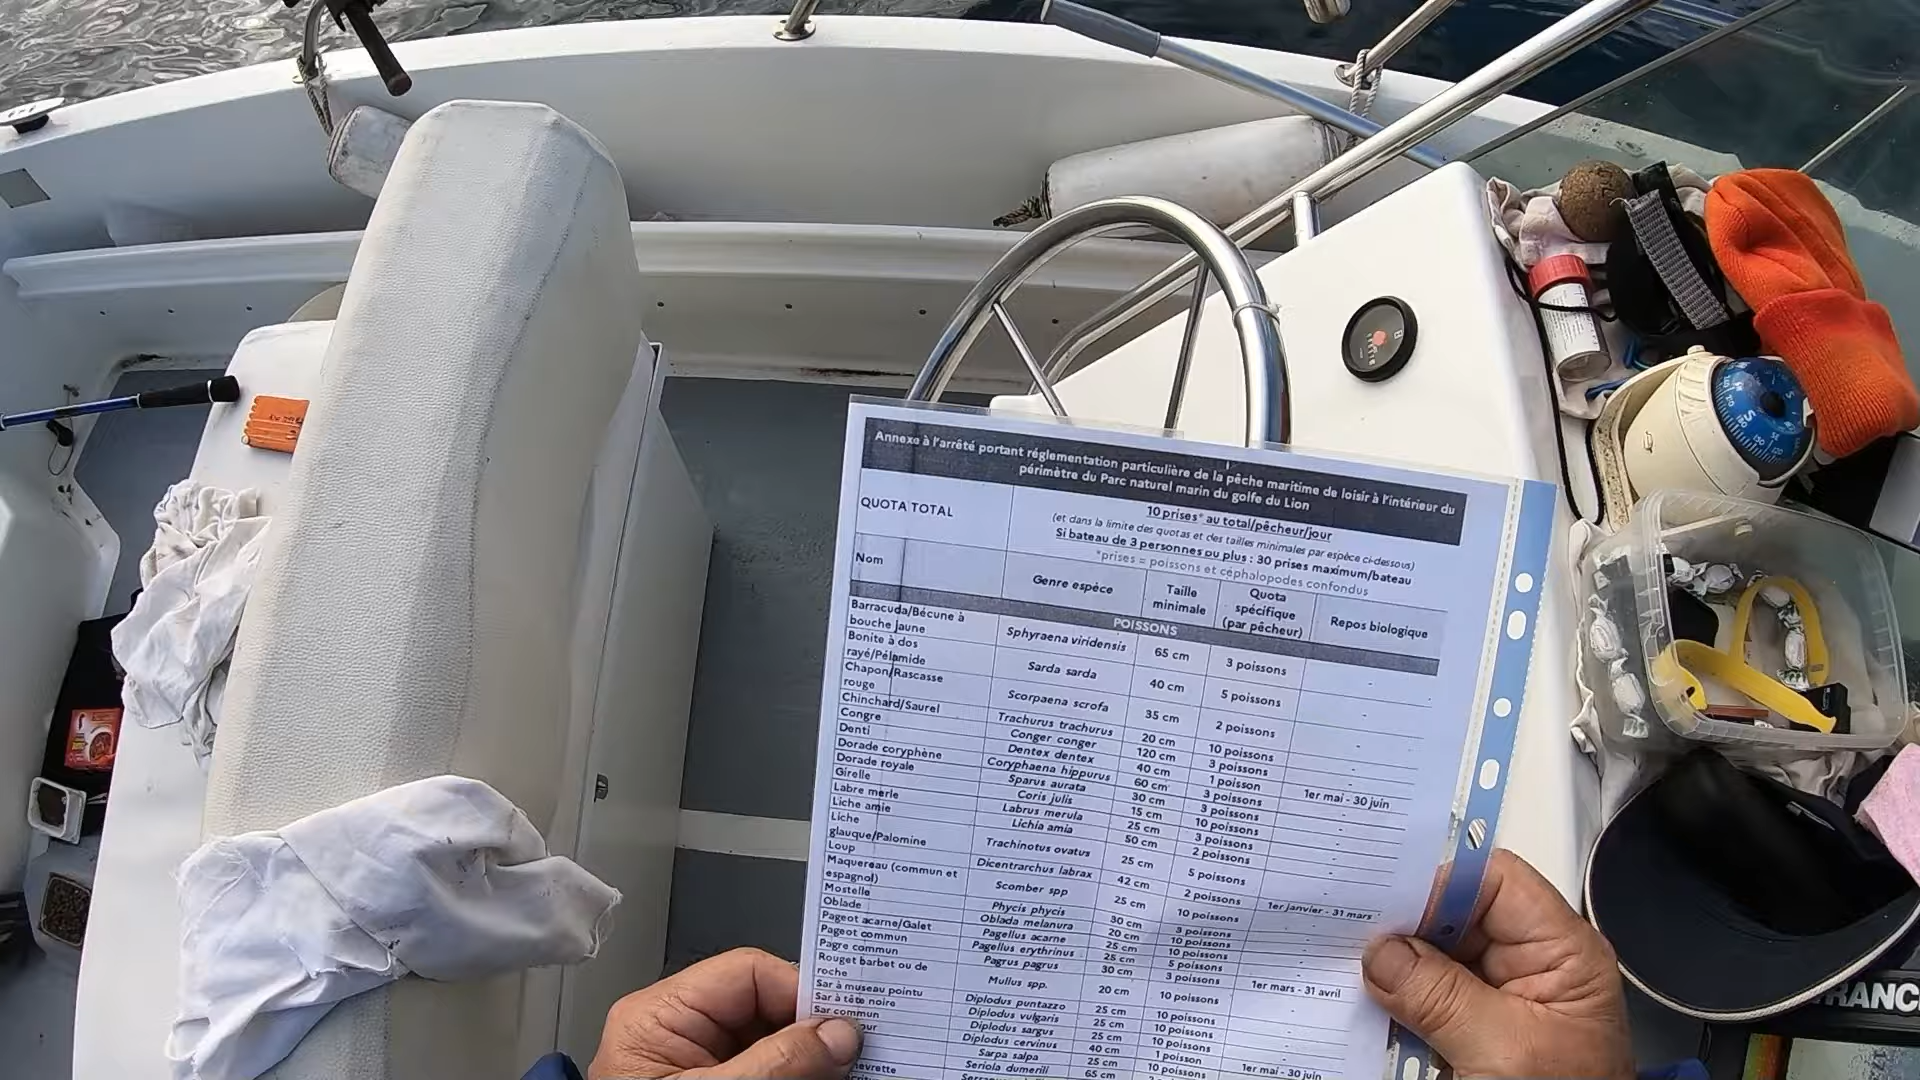 Annexe à l'arrêté portant réglementation particulière de la pêche maritime de loisir à l'intérieur du
périmètre du Parc naturel marin du golfe du Lion
QUOTA TOTAL
10 prises* au total/pêcheur/jour
(et dans la limite des quotas et des tailles minimales par espèce ci-dessous)
Si bateau de 3 personnes ou plus : 30 prises maximum/bateau
*prises = poissons et céphalopodes confondus
Nom Genre espèce Taille minimale Quota spécifique (par pêcheur) Repos biologique
POISSONS
Barracuda/Bécune à bouche jaune Sphyraena viridensis 65 cm 3 poissons -
Bonite à dos rayé/Pélamide Sarda sarda 40 cm 5 poissons -
Chapon/Rascasse rouge Scorpaena scrofa 35 cm 2 poissons -
Chinchard/Saurel Trachurus trachurus 20 cm 10 poissons -
Congre Conger conger 120 cm 3 poissons -
Denti Dentex dentex 40 cm 1 poisson -
Dorade coryphène Coryphaena hippurus 60 cm 3 poissons 1er mai - 30 juin
Dorade royale Sparus aurata 30 cm 3 poissons -
Girelle Coris julis 15 cm 10 poissons -
Labre merle Labrus merula 25 cm 3 poissons -
Liche amie Lichia amia 50 cm 2 poissons -
Liche glauque/Palomine Trachinotus ovatus 25 cm 5 poissons -
Loup Dicentrarchus labrax 42 cm 2 poissons 1er janvier - 31 mars
Maquereau (commun et espagnol) Scomber spp 25 cm 10 poissons -
Mostelle Phycis phycis 30 cm 3 poissons -
Oblade Oblada melanura 20 cm 10 poissons -
Pageot acarne/Galet Pagellus acarne 25 cm 10 poissons -
Pageot commun Pagellus erythrinus 25 cm 5 poissons -
Pagre commun Pagrus pagrus 30 cm 3 poissons 1er mars - 31 avril
Rouget barbet ou de roche Mullus spp. 20 cm 10 poissons
Sar à museau pointu Diplodus puntazzo 25 cm 10 poissons
Sar à tête noire Diplodus vulgaris 25 cm 10 poissons
Sar commun Diplodus sargus 25 cm 10 poissons
Diplodus cervinus 40 cm 1 poisson
Sarpa salpa 25 cm 10 poissons
Seriola dumerili 65 cm 1er mai - 30 juin